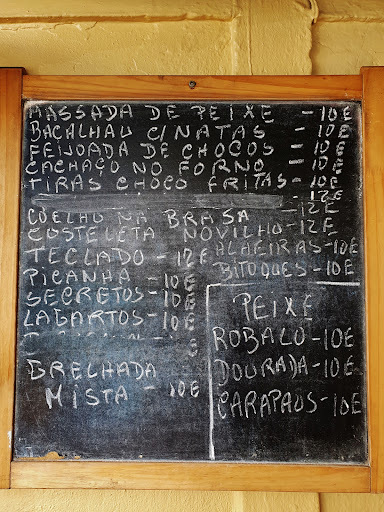 MASSADA DE PEIXE - 10E
BACALHAU C/NATAS - 10E
FEIJOADA DE CHOCOS - 10E
CACHAÇO NO FORNO - 10E
TIRAS CHOCO FRITAS - 10E
- 12E
COELHO NA BRASA - 12E
COSTELETA NOVILHO - 12E
TECLADO - 12E
ALHEIRAS - 10E
PICANHA - 10E
BITOQUES - 10E
SECRETOS - 10E
LAGARTOS - 10E
E
BRELHADA
MISTA - 10E
PEIXE
ROBALO - 10E
DOURADA - 10E
CARAPAUS - 10E